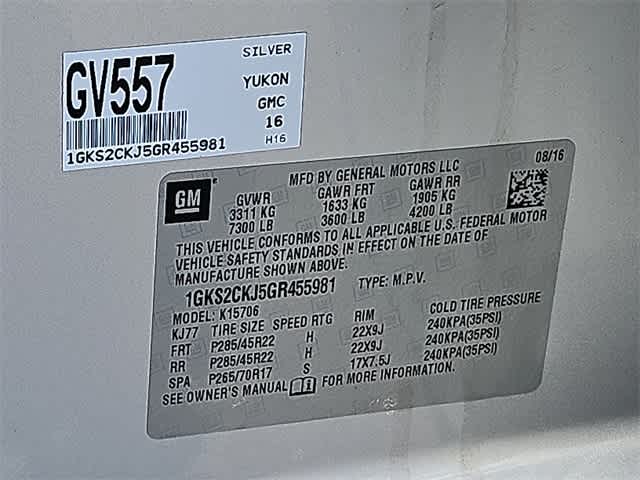 GV557
SILVER
YUKON
GMC
16
H16
1GKS2CKJ5GR455981
GM
MFD BY GENERAL MOTORS LLC
08/16
GVWR GAWR FRT GAWR RR
3311 KG 1633 KG 1905 KG
7300 LB 3600 LB 4200 LB
THIS VEHICLE CONFORMS TO ALL APPLICABLE U.S. FEDERAL MOTOR
VEHICLE SAFETY STANDARDS IN EFFECT ON THE DATE OF
MANUFACTURE SHOWN ABOVE.
1GKS2CKJ5GR455981 TYPE: M.P.V.
MODEL: K15706
KJ77 TIRE SIZE SPEED RTG RIM COLD TIRE PRESSURE
FRT P285/45R22 H 22X9J 240KPA(35PSI)
RR P285/45R22 H 22X9J 240KPA(35PSI)
SPA P265/70R17 S 17X7.5J 240KPA(35PSI)
SEE OWNER'S MANUAL FOR MORE INFORMATION.